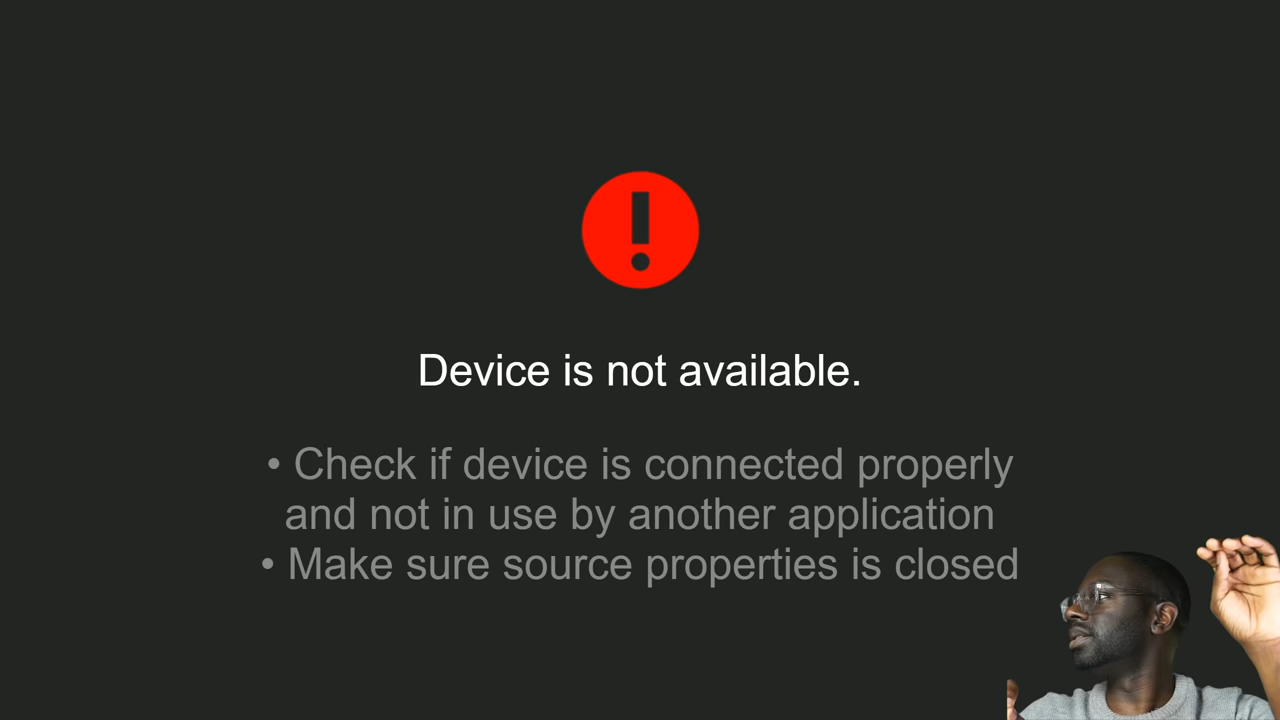 Device is not available.
• Check if device is connected properly
and not in use by another application
• Make sure source properties is closed